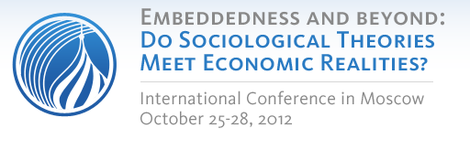 Embeddedness and beyond:
Do Sociological Theories
Meet Economic Realities?
International Conference in Moscow
October 25-28, 2012